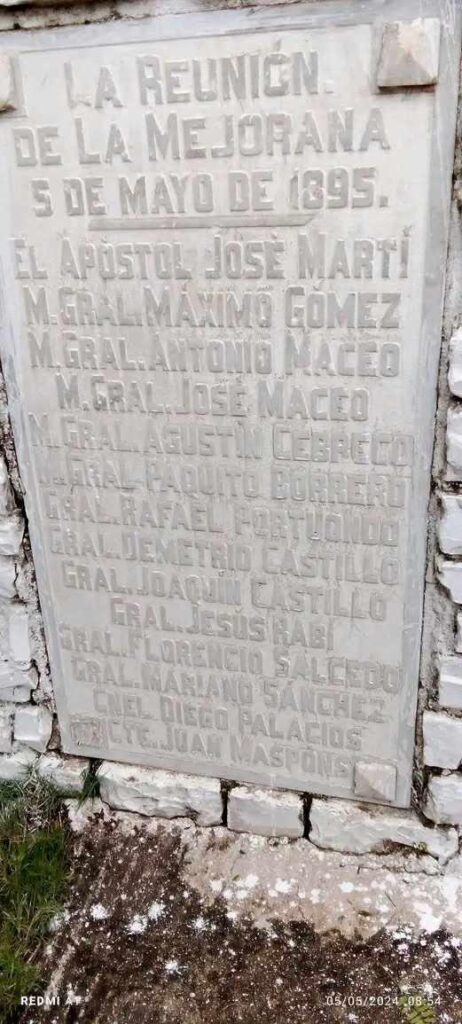 LA REUNIÓN.
DE LA MEJORANA
5 DE MAYO DE 1895.
EL APÓSTOL JOSÉ MARTÍ
M. GRAL. MÁXIMO GÓMEZ
M. GRAL. ANTONIO MACEO
M. GRAL. JOSÉ MACEO
M. GRAL. AGUSTÍN CEBRECO
M. GRAL. PAQUITO BORRERO
GRAL. RAFAEL PORTUONDO
GRAL. DEMETRIO CASTILLO
GRAL. JOAQUÍN CASTILLO
GRAL. JESÚS RABÍ
GRAL. FLORENCIO SALCEDO
GRAL. MARIANO SÁNCHEZ
CNEL. DIEGO PALACIOS
CTE. JUAN MASPÓNS
REDMI A
05/05/2024 08:54